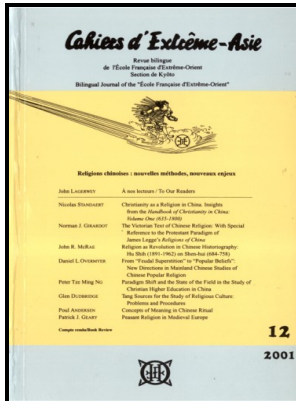 Cahiers d'Extrême-Asie
Revue bilingue
de l'École Française d'Extrême-Orient
Section de Kyôto
Bilingual Journal of the "École Française d'Extrême-Orient"
Religions chinoises : nouvelles méthodes, nouveaux enjeux
John LAGERWEY À nos lecteurs / To Our Readers
Nicolas STANDAERT Christianity as a Religion in China. Insights
from the Handbook of Christianity in China:
Volume One (635-1800)
Norman J. GIRARDOT The Victorian Text of Chinese Religion: With Special
Reference to the Protestant Paradigm of
James Legge's Religions of China
John R. MCRAE Religion as Revolution in Chinese Historiography:
Hu Shih (1891-1962) on Shen-hui (684-758)
Daniel L. OVERMYER From "Feudal Superstition" to "Popular Beliefs":
New Directions in Mainland Chinese Studies of
Chinese Popular Religion
Peter Tze Ming NG Paradigm Shift and the State of the Field in the Study of
Christian Higher Education in China
Glen DUDBRIDGE Tang Sources for the Study of Religious Culture:
Problems and Procedures
Poul ANDERSEN Concepts of Meaning in Chinese Ritual
Patrick J. GEARY Peasant Religion in Medieval Europe
Compte rendu/Book Review
12
2001